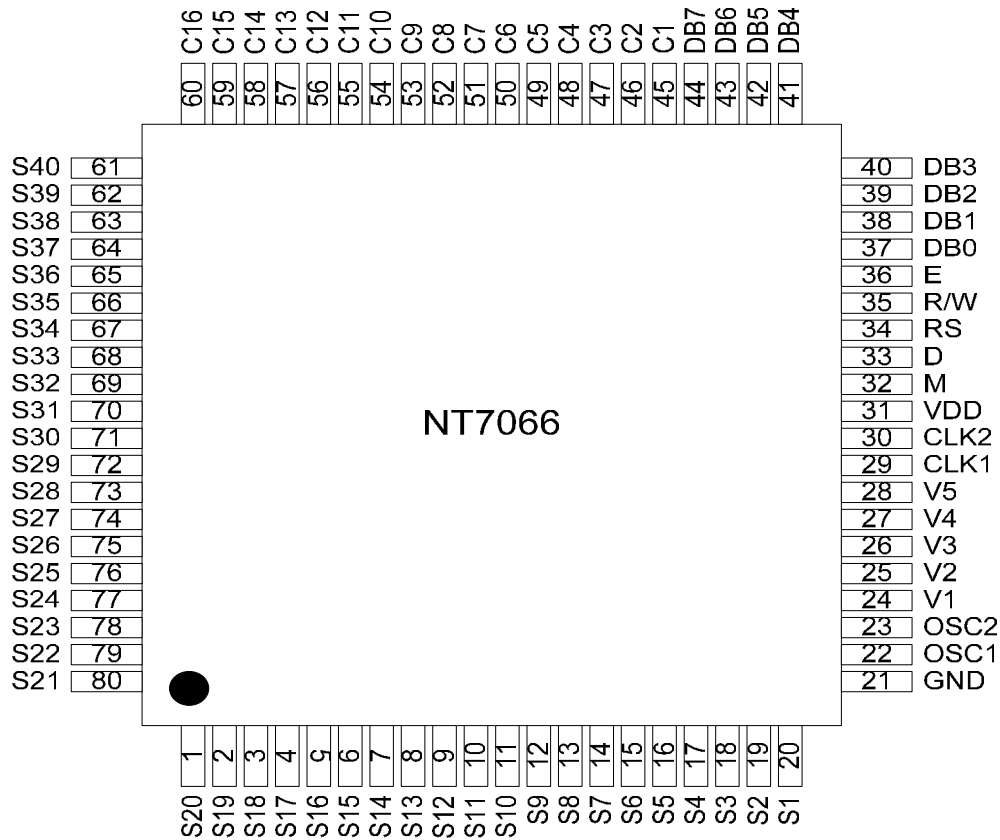 C16 C15 C14 C13 C12 C11 C10 C9 C8 C7 C6 C5 C4 C3 C2 C1 DB7 DB6 DB5 DB4
60 59 58 57 56 55 54 53 52 51 50 49 48 47 46 45 44 43 42 41
S40 61 40 DB3
S39 62 39 DB2
S38 63 38 DB1
S37 64 37 DB0
S36 65 36 E
S35 66 35 R/W
S34 67 34 RS
S33 68 33 D
S32 69 32 M
S31 70 31 VDD
NT7066
S30 71 30 CLK2
S29 72 29 CLK1
S28 73 28 V5
S27 74 27 V4
S26 75 26 V3
S25 76 25 V2
S24 77 24 V1
S23 78 23 OSC2
S22 79 22 OSC1
S21 80 21 GND
1 2 3 4 5 6 7 8 9 10 11 12 13 14 15 16 17 18 19 20
S20 S19 S18 S17 S16 S15 S14 S13 S12 S11 S10 S9 S8 S7 S6 S5 S4 S3 S2 S1